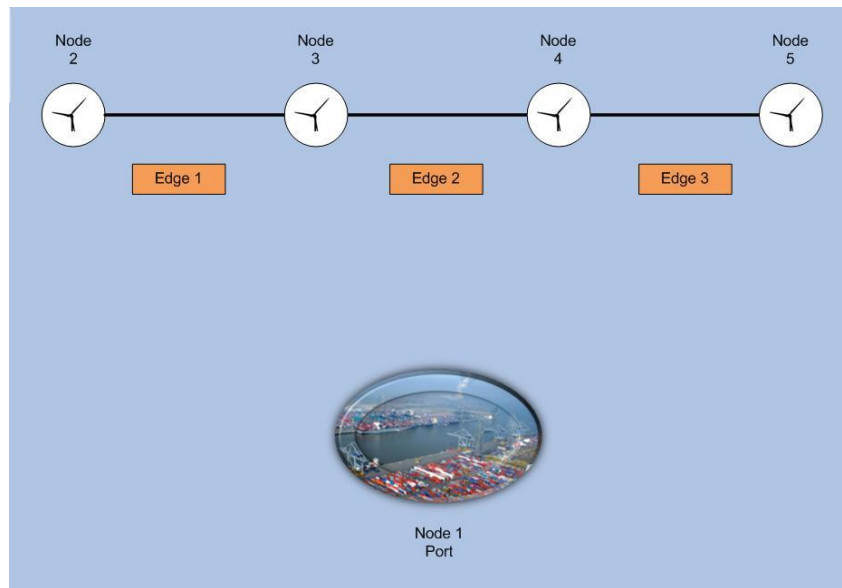 Node
2
Node
3
Node
4
Node
5
Edge 1
Edge 2
Edge 3
Node 1
Port